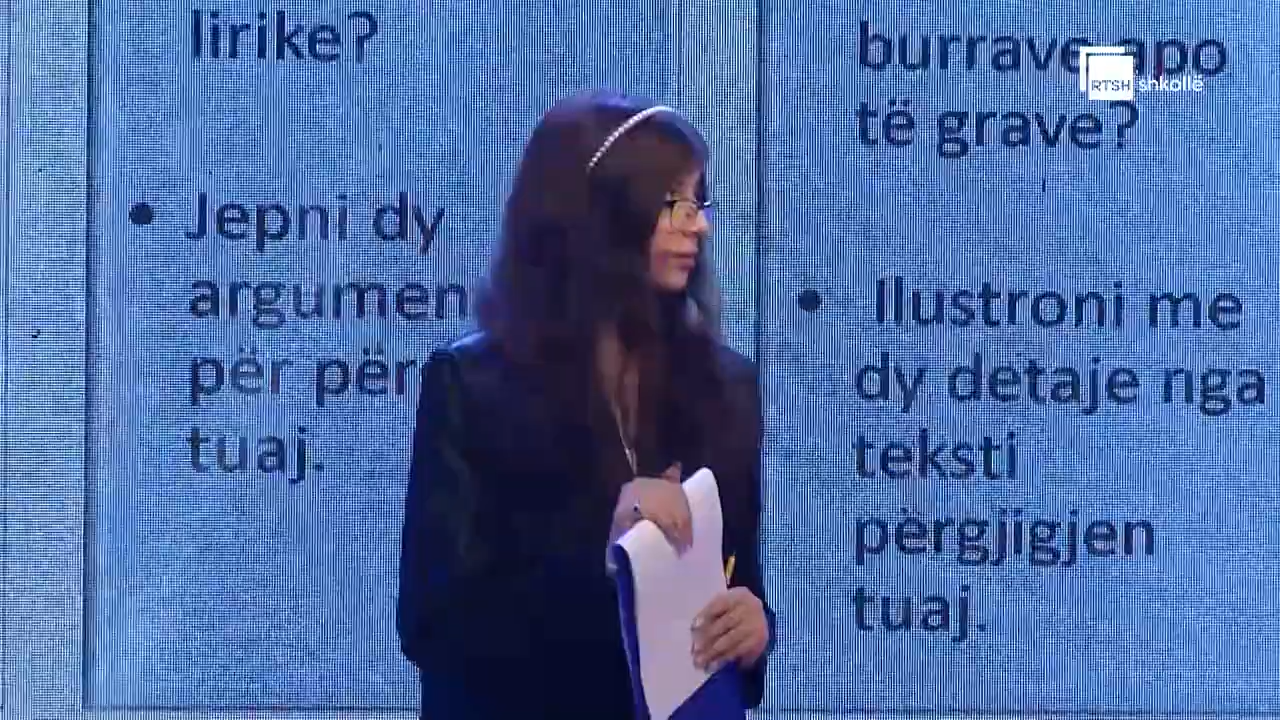 lirike?
Jepni dy
argumen
për për
tuaj.
burrave apo
të grave?
Ilustroni me
dy detaje nga
teksti
përgjigjen
tuaj.
RTSH shkollë